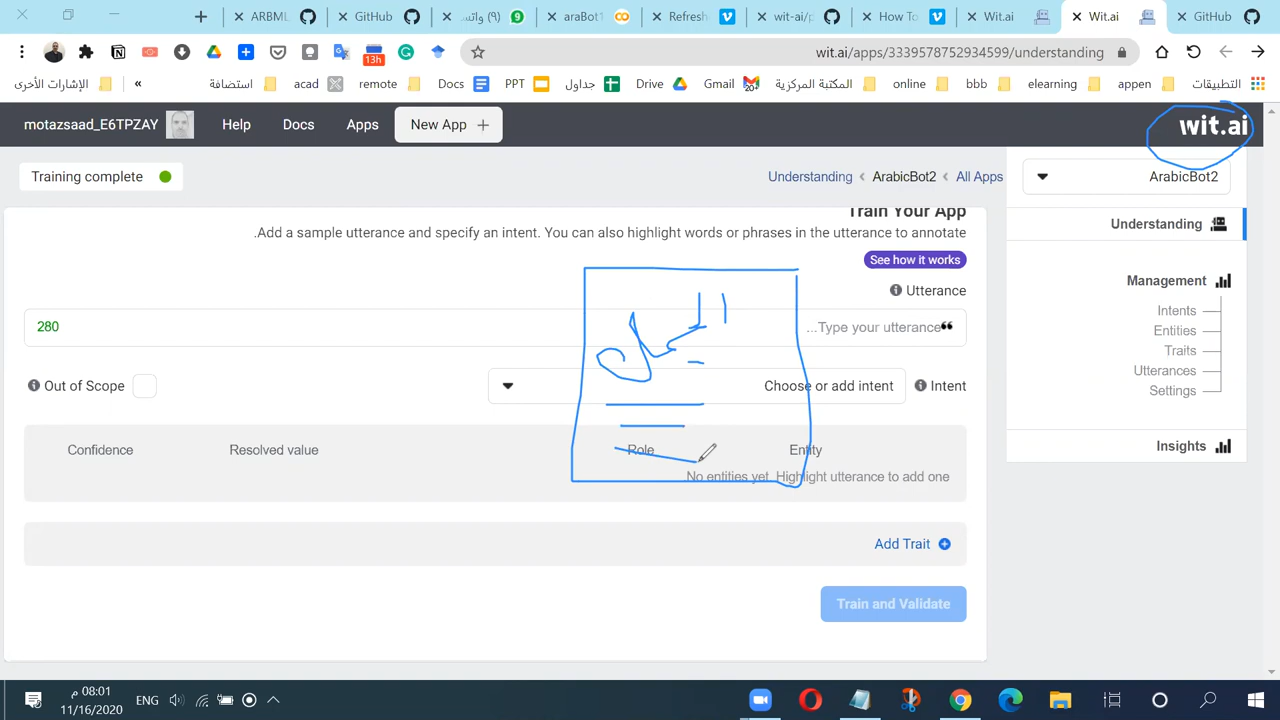 ARBML
GitHub
(٩) واتس
9
araBot1
Refresh
wit-ai/p
How To
Wit.ai
Wit.ai
GitHub
13h
wit.ai/apps/3339578752934599/understanding
الإشارات الأخرى
«
استضافة
acad
remote
Docs
PPT
جداول
Drive
Gmail
20+
المكتبة المركزية
online
bbb
elearning
appen
التطبيقات
motazsaad_E6TPZAY
Help
Docs
Apps
New App +
wit.ai
Training complete
Understanding < ArabicBot2 < All Apps
ArabicBot2
Train Your App
.Add a sample utterance and specify an intent. You can also highlight words or phrases in the utterance to annotate
See how it works
Utterance
280
...Type your utterance
Out of Scope
Choose or add intent
Intent
Confidence
Resolved value
Role
Entity
No entities yet. Highlight utterance to add one
Add Trait
Train and Validate
Understanding
Management
Intents
Entities
Traits
Utterances
Settings
Insights
08:01 م
11/16/2020
ENG